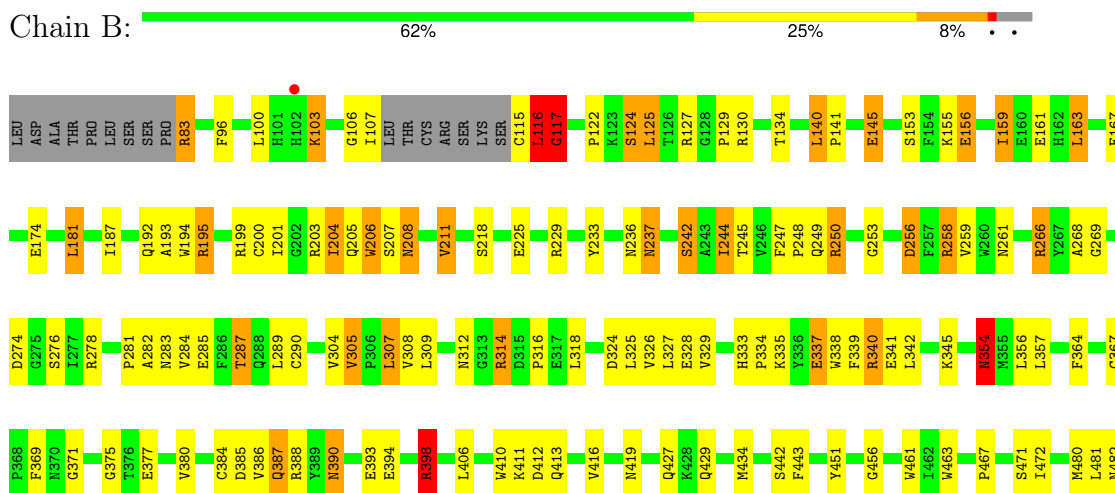 Chain B:
62% 25% 8% • •
LEU ASP ALA THR PRO LEU SER SER PRO R83 F96 L100 H101 H102 K103 G106 I107 LEU THR CYS ARG SER LYS SER C115 L116 G117 P122 K123 S124 L125 T126 R127 G128 P129 R130 T134 L140 P141 E145 S153 F154 K155 E156 I159 E160 E161 H162 L163
E174 L181 I187 Q192 A193 W194 R195 R199 C200 I201 G202 R203 I204 Q205 W206 S207 N208 V211 S218 E225 R229 Y233 N236 N237 S242 A243 I244 T245 V246 F247 P248 Q249 R250 G253 D256 F257 R258 V259 W260 N261 R266 Y267 A268 G269
D274 G275 S276 I277 R278 P281 A282 N283 V284 E285 F286 T287 Q288 L289 C290 V304 V305 P306 L307 V308 L309 N312 G313 R314 D315 P316 E317 L318 D324 L325 V326 L327 E328 V329 H333 P334 K335 Y336 E337 W338 F339 R340 E341 L342 K345 N354 M355 L356 L357 F364
P368 F369 N370 G371 G375 T376 E377 V380 C384 D385 V386 Q387 R388 Y389 N390 E393 E394 R398 L406 W410 K411 D412 Q413 V416 N419 Q427 K428 Q429 M434 S442 F443 Y451 G456 W461 I462 W463 P467 S471 I472 M480 L481